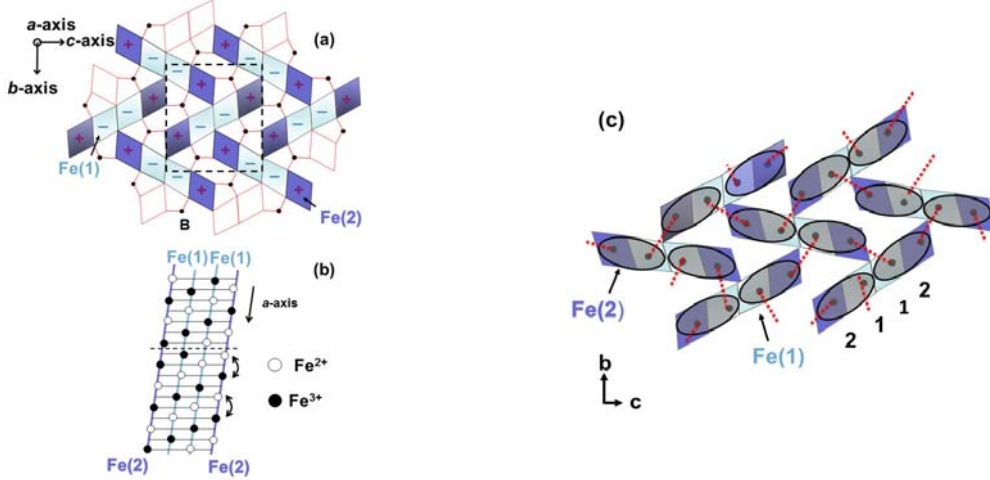 (a)
a-axis
c-axis
b-axis
+ + − − − −
− − + +
+ − − + + − −
− −
Fe(1)
+ + Fe(2)
B
(b)
Fe(1) Fe(1)
a-axis
Fe²⁺
Fe³⁺
Fe(2) Fe(2)
(c)
Fe(2)
Fe(1)
2 1 1 2
b
c